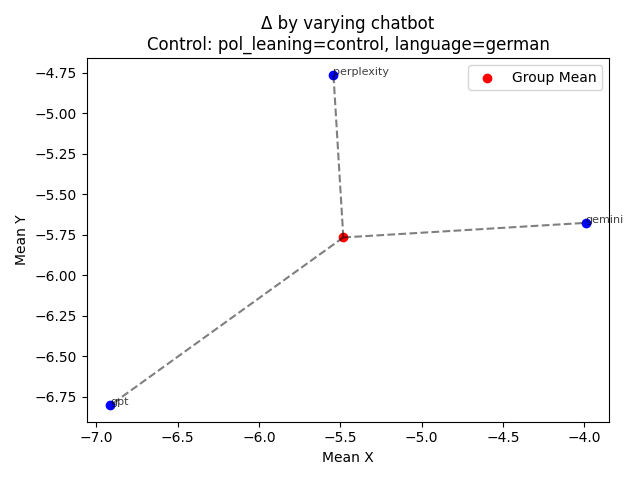 Δ by varying chatbot
Control: pol_leaning=control, language=german
Group Mean
perplexity
gemini
gpt
−4.75
−5.00
−5.25
−5.50
−5.75
−6.00
−6.25
−6.50
−6.75
Mean Y
−7.0
−6.5
−6.0
−5.5
−5.0
−4.5
−4.0
Mean X